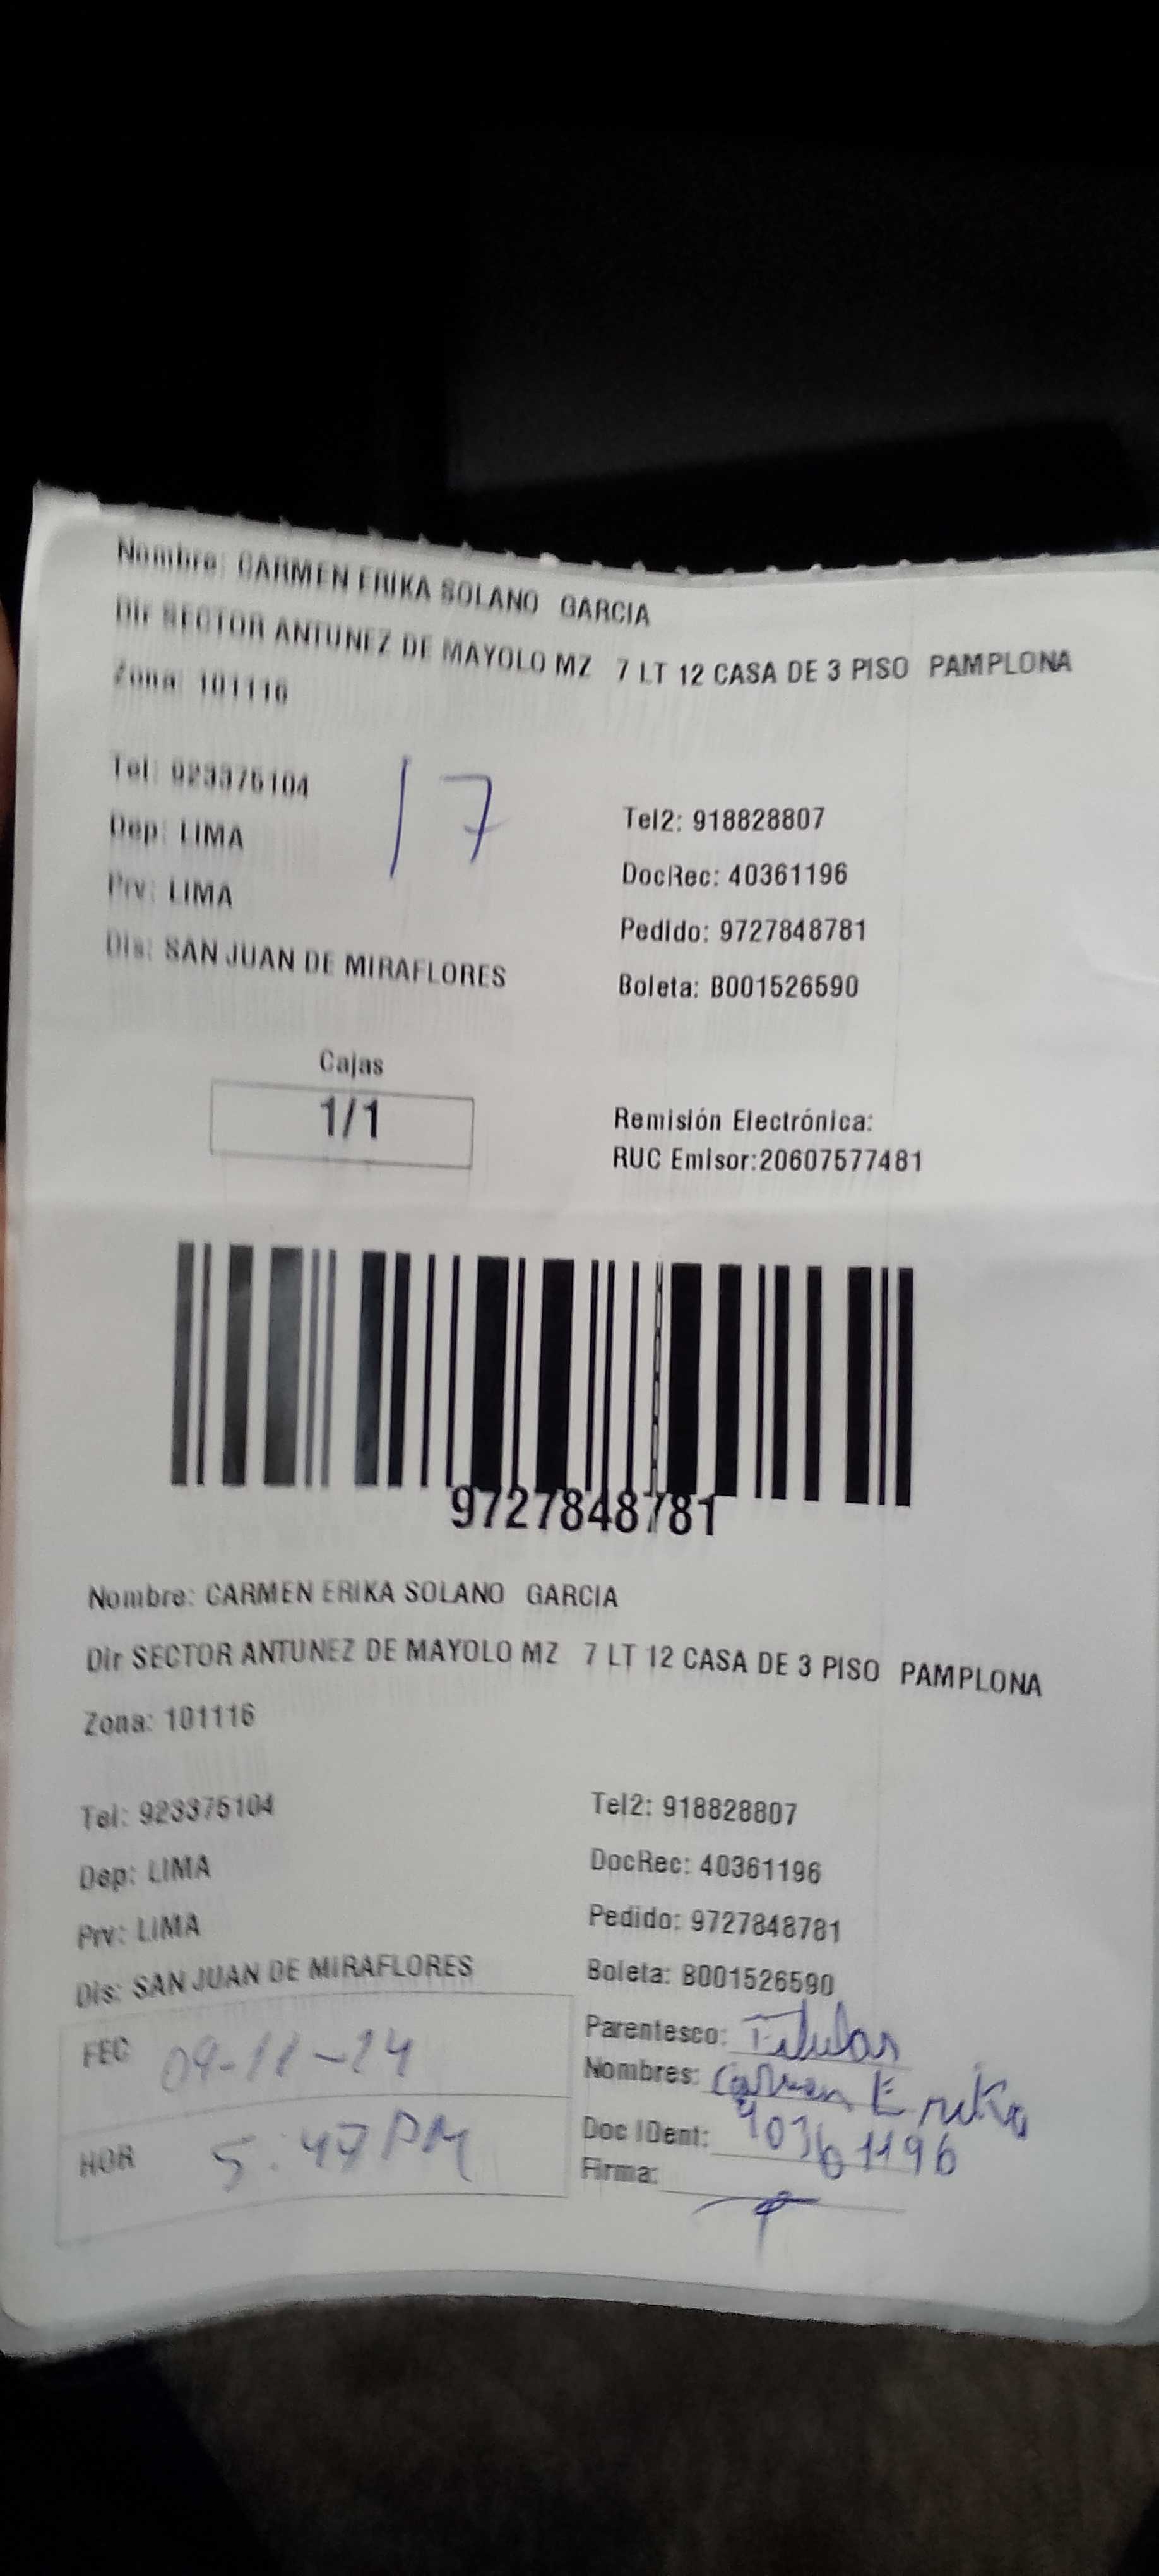 Nombre: CARMEN ERIKA SOLANO GARCIA
Dir SECTOR ANTUNEZ DE MAYOLO MZ 7 LT 12 CASA DE 3 PISO PAMPLONA
Zona: 101116
Tel: 923375104
17
Tel2: 918828807
Dep: LIMA
DocRec: 40361196
Prv: LIMA
Pedido: 9727848781
Dis: SAN JUAN DE MIRAFLORES
Boleta: B001526590
Cajas
1/1
Remisión Electrónica:
RUC Emisor:20607577481
9727848781
Nombre: CARMEN ERIKA SOLANO GARCIA
Dir SECTOR ANTUNEZ DE MAYOLO MZ 7 LT 12 CASA DE 3 PISO PAMPLONA
Zona: 101116
Tel: 923375104
Tel2: 918828807
Dep: LIMA
DocRec: 40361196
Prv: LIMA
Pedido: 9727848781
Dis: SAN JUAN DE MIRAFLORES
Boleta: B001526590
FEC 09-11-24
Parentesco: Titular
Nombres: Carmen Erika
HOR 5:47 PM
Doc IDent: 40361196
Firma: